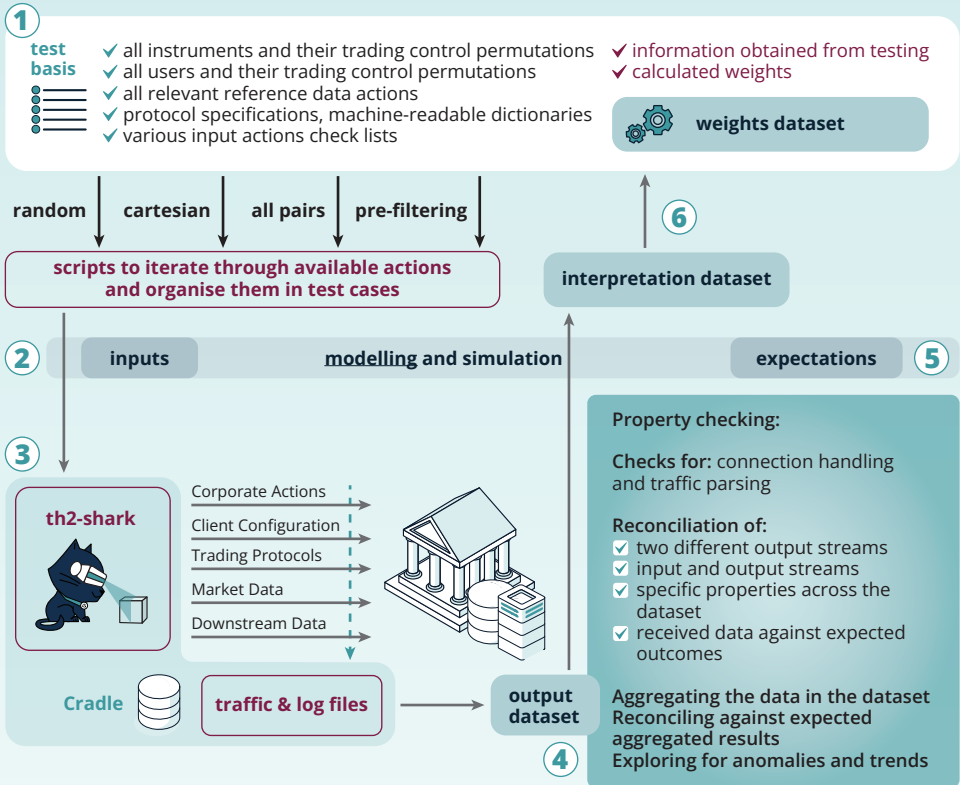 1
test
basis
all instruments and their trading control permutations
all users and their trading control permutations
all relevant reference data actions
protocol specifications, machine-readable dictionaries
various input actions check lists
information obtained from testing
calculated weights
weights dataset
random
cartesian
all pairs
pre-filtering
6
scripts to iterate through available actions
and organise them in test cases
interpretation dataset
2
inputs
modelling and simulation
expectations
5
3
th2-shark
Corporate Actions
Client Configuration
Trading Protocols
Market Data
Downstream Data
Cradle
traffic & log files
output
dataset
4
Property checking:
Checks for: connection handling
and traffic parsing
Reconciliation of:
two different output streams
input and output streams
specific properties across the
dataset
received data against expected
outcomes
Aggregating the data in the dataset
Reconciling against expected
aggregated results
Exploring for anomalies and trends